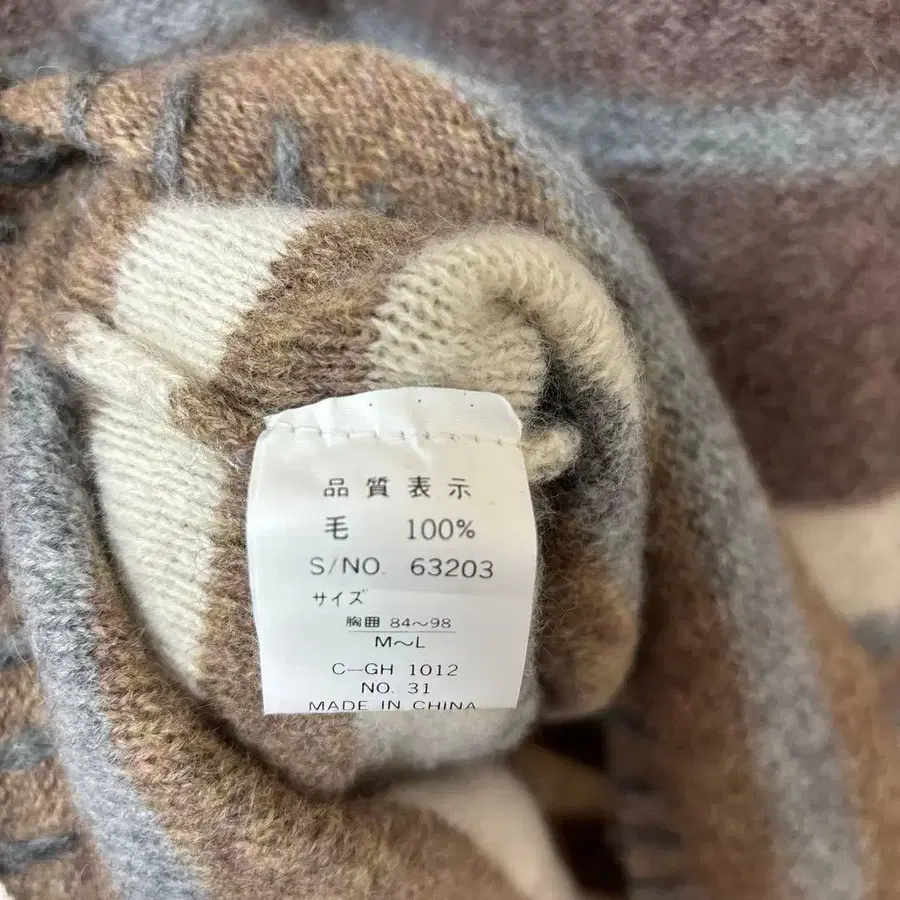 品質表示
毛 100%
S/NO. 63203
サイズ
胸囲 84〜98
M〜L
C-GH 1012
NO. 31
MADE IN CHINA